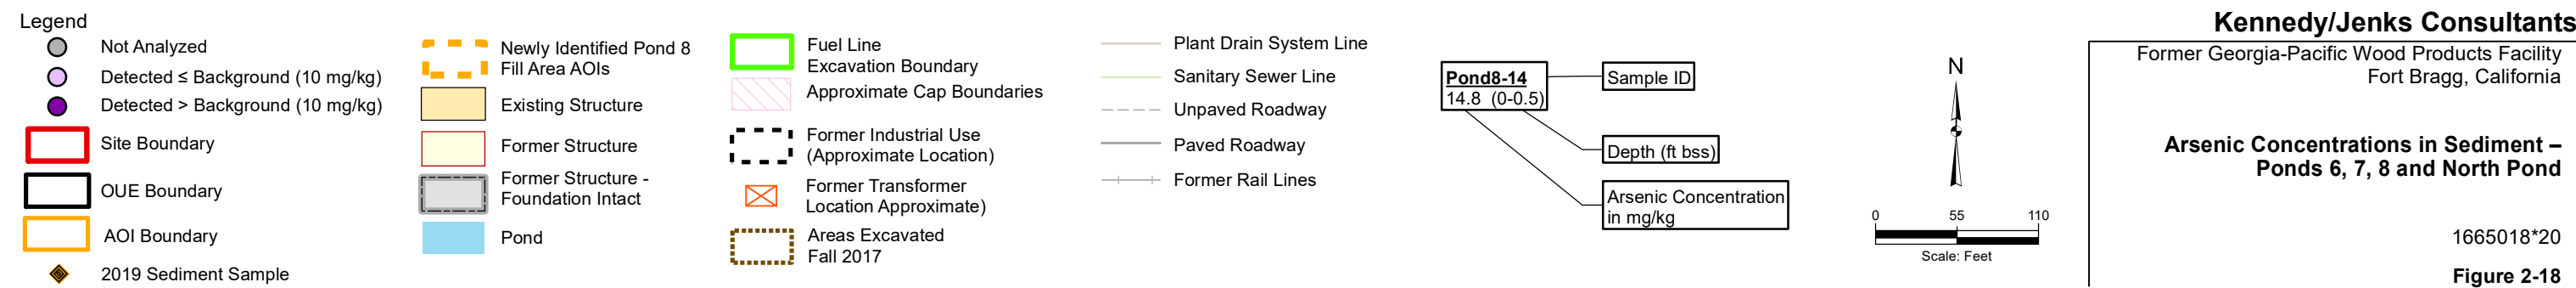 Legend
Not Analyzed
Detected ≤ Background (10 mg/kg)
Detected > Background (10 mg/kg)
Site Boundary
OUE Boundary
AOI Boundary
2019 Sediment Sample
Newly Identified Pond 8
Fill Area AOIs
Existing Structure
Former Structure
Former Structure -
Foundation Intact
Pond
Fuel Line
Excavation Boundary
Approximate Cap Boundaries
Former Industrial Use
(Approximate Location)
Former Transformer
Location Approximate)
Areas Excavated
Fall 2017
Plant Drain System Line
Sanitary Sewer Line
Unpaved Roadway
Paved Roadway
Former Rail Lines
Pond8-14
14.8 (0-0.5)
Sample ID
Depth (ft bss)
Arsenic Concentration
in mg/kg
N
0 55 110
Scale: Feet
Kennedy/Jenks Consultants
Former Georgia-Pacific Wood Products Facility
Fort Bragg, California
Arsenic Concentrations in Sediment –
Ponds 6, 7, 8 and North Pond
1665018*20
Figure 2-18